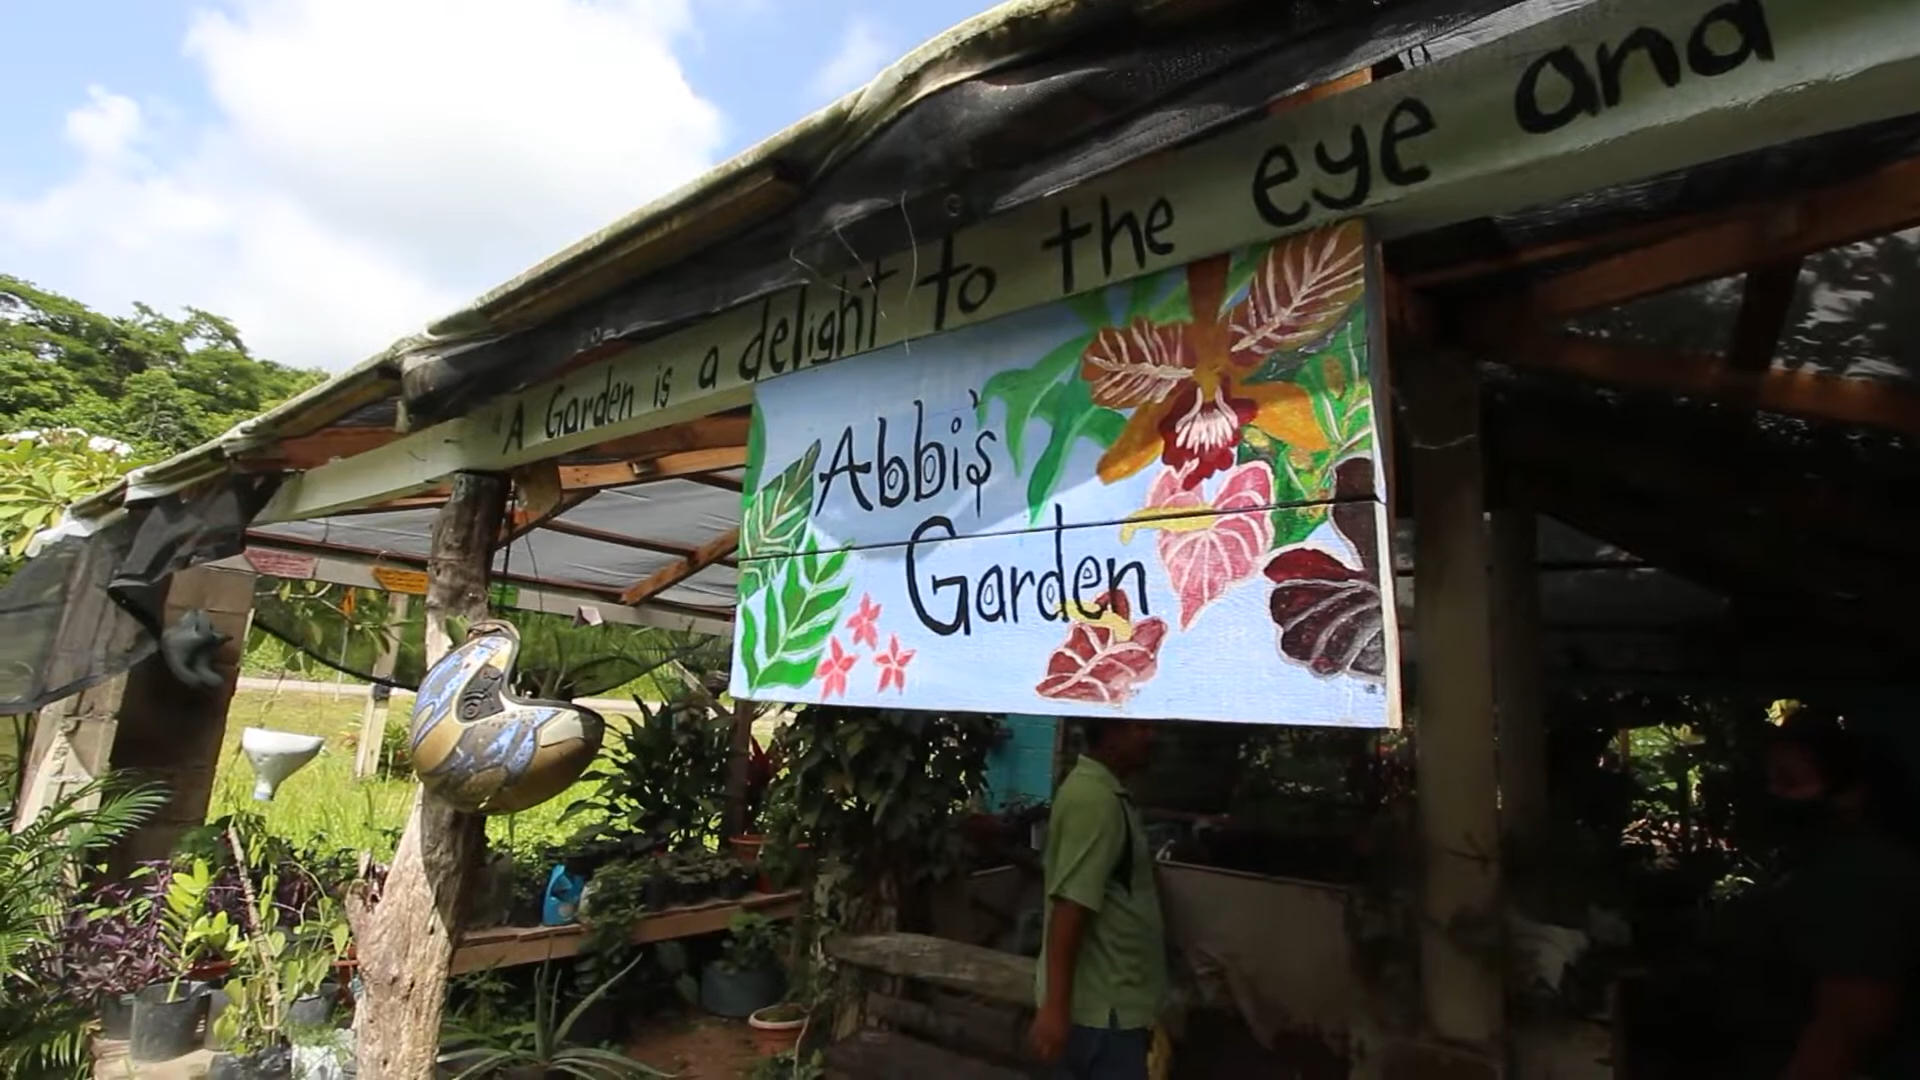 "A Garden is a delight to the eye and
Abbi's
Garden